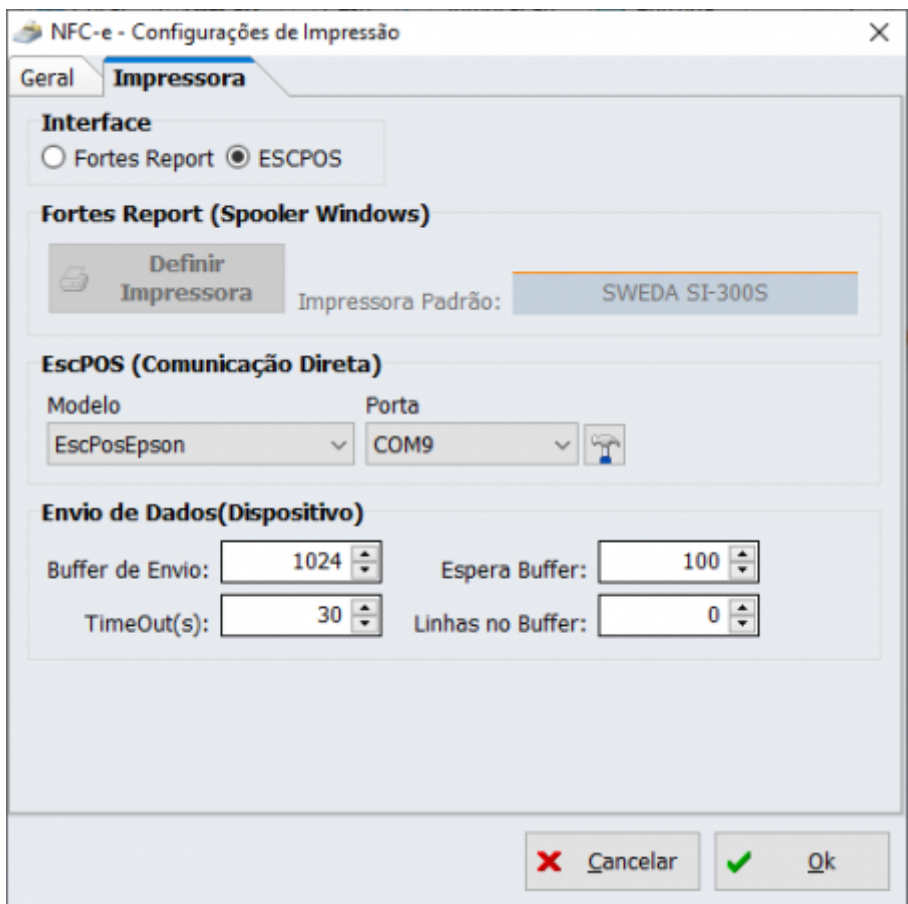 NFC-e - Configurações de Impressão
Geral Impressora
Interface
Fortes Report ESCPOS
Fortes Report (Spooler Windows)
Definir Impressora
Impressora Padrão: SWEDA SI-300S
EscPOS (Comunicação Direta)
Modelo Porta
EscPosEpson COM9
Envio de Dados(Dispositivo)
Buffer de Envio: 1024 Espera Buffer: 100
TimeOut(s): 30 Linhas no Buffer: 0
Cancelar Ok